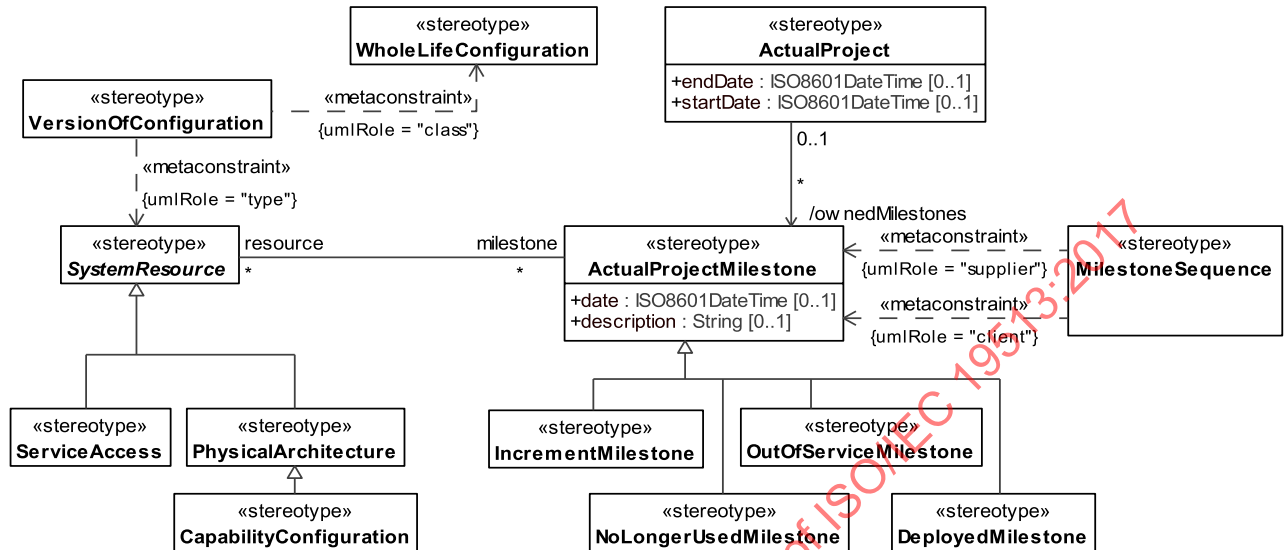 «stereotype»
WholeLifeConfiguration
«stereotype»
ActualProject
+endDate : ISO8601DateTime [0..1]
+startDate : ISO8601DateTime [0..1]
«stereotype»
VersionOfConfiguration
«metaconstraint»
{umlRole = "class"}
«metaconstraint»
{umlRole = "type"}
0..1
*
/ownedMilestones
«stereotype»
SystemResource
resource
*
milestone
*
«stereotype»
ActualProjectMilestone
+date : ISO8601DateTime [0..1]
+description : String [0..1]
«metaconstraint»
{umlRole = "supplier"}
«metaconstraint»
{umlRole = "client"}
«stereotype»
MilestoneSequence
«stereotype»
ServiceAccess
«stereotype»
PhysicalArchitecture
«stereotype»
IncrementMilestone
«stereotype»
OutOfServiceMilestone
«stereotype»
CapabilityConfiguration
«stereotype»
NoLongerUsedMilestone
«stereotype»
DeployedMilestone
of ISO/IEC 19513:2017